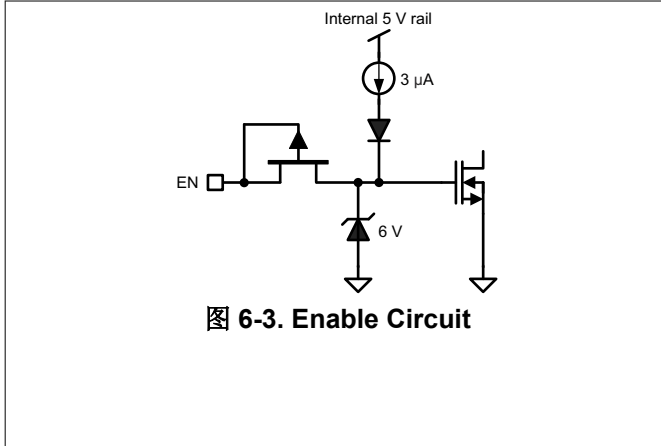 Internal 5 V rail
3 µA
EN
6 V
图 6-3. Enable Circuit